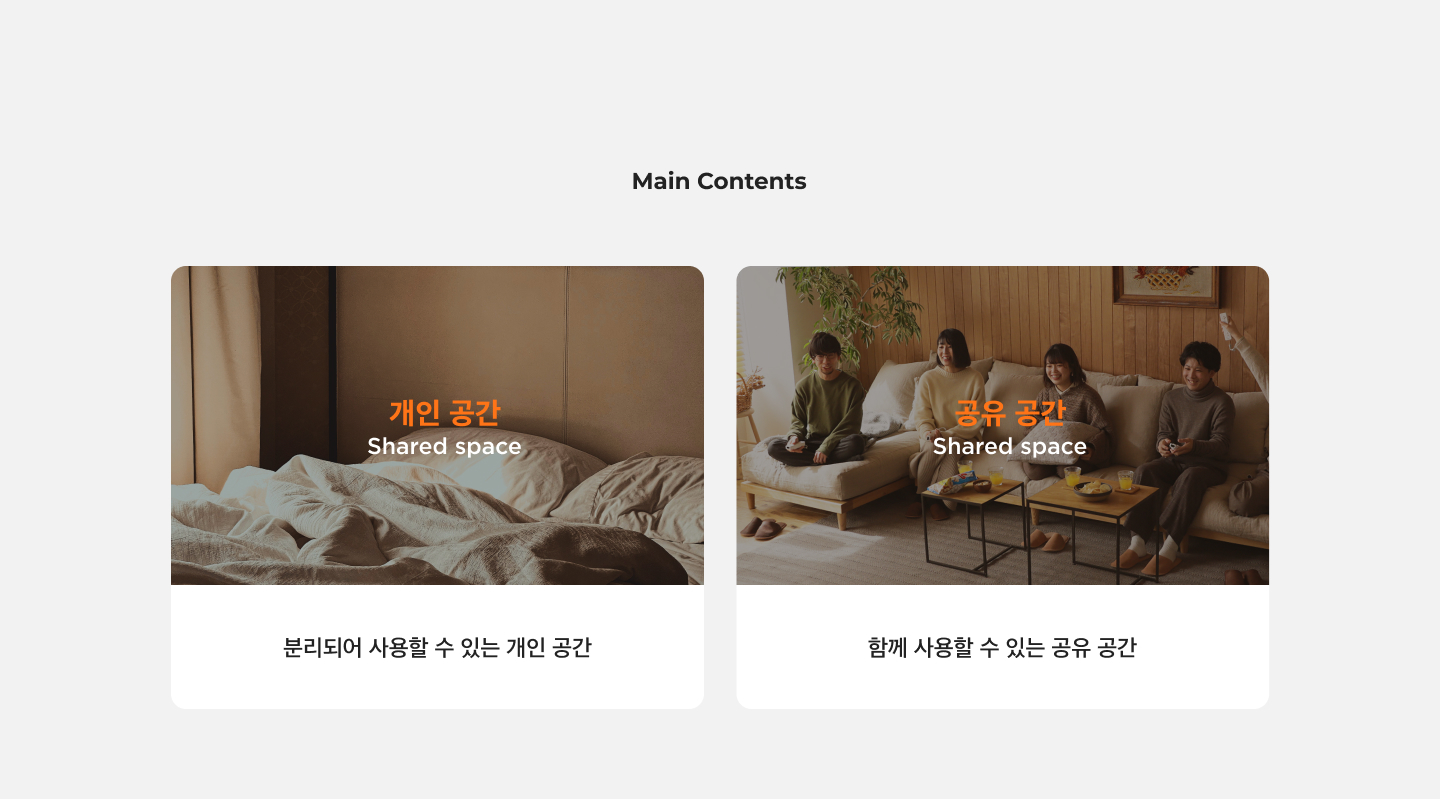 Main Contents
개인 공간
Shared space
분리되어 사용할 수 있는 개인 공간
공유 공간
Shared space
함께 사용할 수 있는 공유 공간